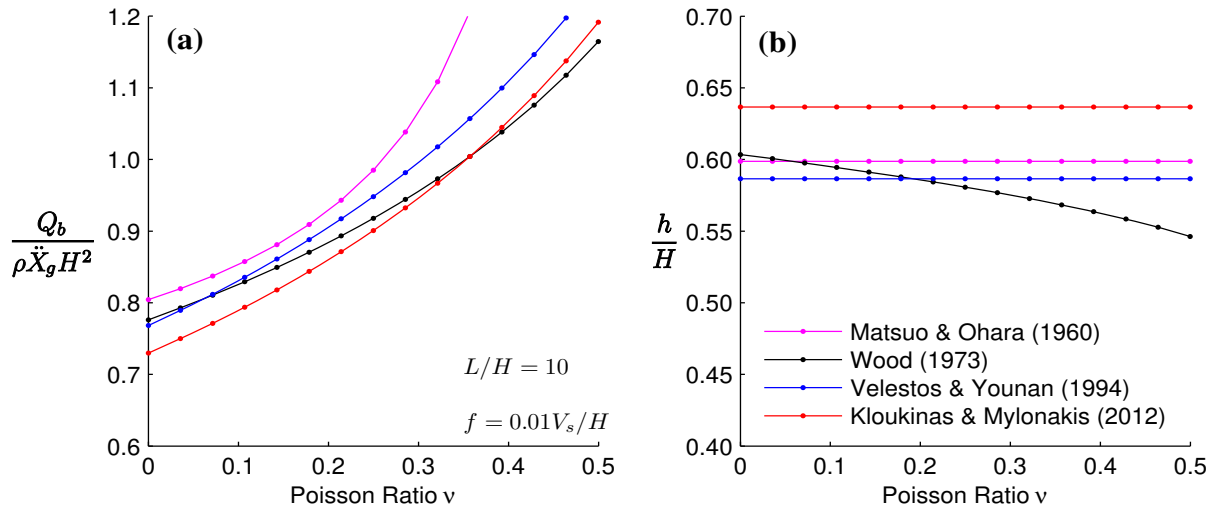 (a)
1.2
1.1
1.0
0.9
0.8
0.7
0.6
Q_b
ρẌ_gH²
L/H = 10
f = 0.01V_s/H
0 0.1 0.2 0.3 0.4 0.5
Poisson Ratio ν
(b)
0.70
0.65
0.60
0.55
0.50
0.45
0.40
h
H
Matsuo & Ohara (1960)
Wood (1973)
Velestos & Younan (1994)
Kloukinas & Mylonakis (2012)
0 0.1 0.2 0.3 0.4 0.5
Poisson Ratio ν